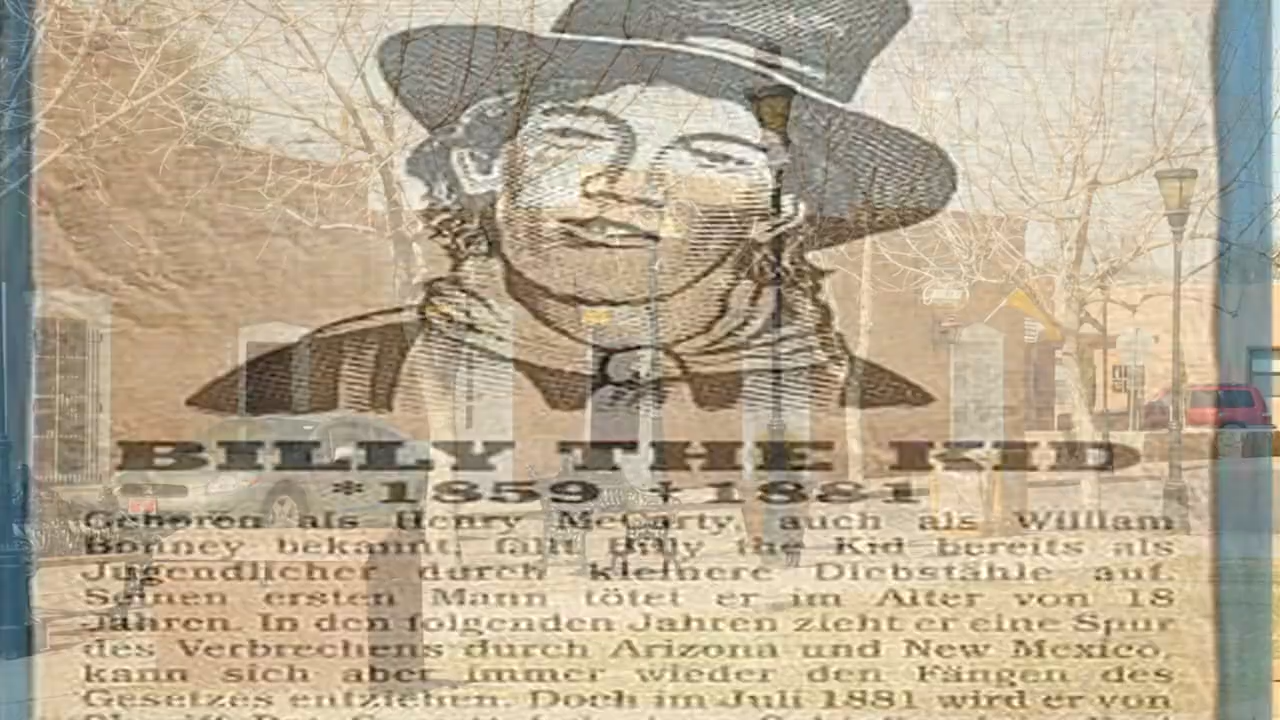 BILLY THE KID
*1859 +1881
Geboren als Henry McCarty, auch als William
Bonney bekannt, fällt Billy the Kid bereits als
Jugendlicher durch kleinere Diebstähle auf.
Seinen ersten Mann tötet er im Alter von 18
Jahren. In den folgenden Jahren zieht er eine Spur
des Verbrechens durch Arizona und New Mexico,
kann sich aber immer wieder den Fängen des
Gesetzes entziehen. Doch im Juli 1881 wird er von